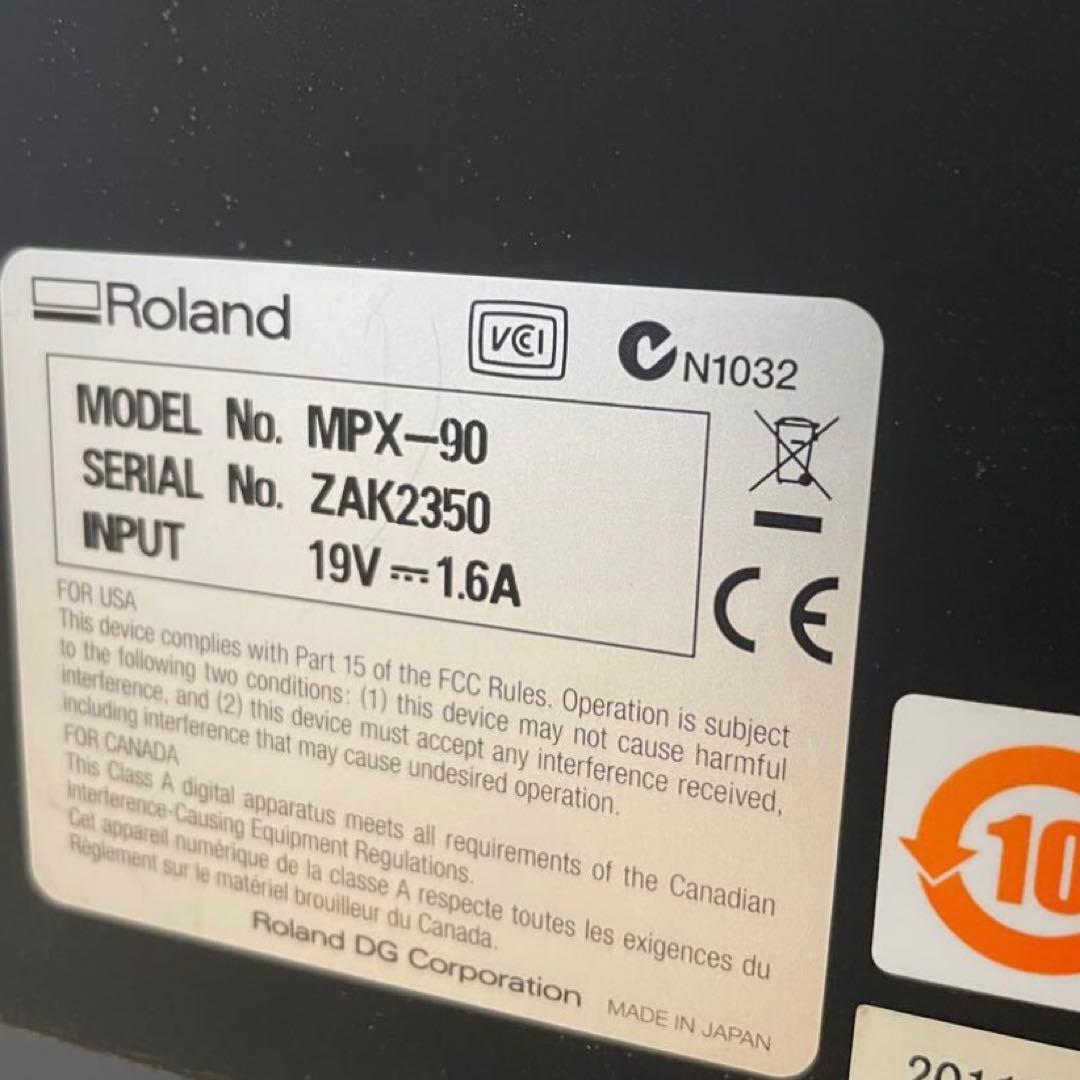 Roland
VCCI
N1032
MODEL No. MPX-90
SERIAL No. ZAK2350
INPUT 19V⎓1.6A
CE
FOR USA
This device complies with Part 15 of the FCC Rules. Operation is subject
to the following two conditions: (1) this device may not cause harmful
interference, and (2) this device must accept any interference received,
including interference that may cause undesired operation.
FOR CANADA
This Class A digital apparatus meets all requirements of the Canadian
Interference-Causing Equipment Regulations.
Cet appareil numérique de la classe A respecte toutes les exigences du
Règlement sur le matériel brouilleur du Canada.
Roland DG Corporation
MADE IN JAPAN
10